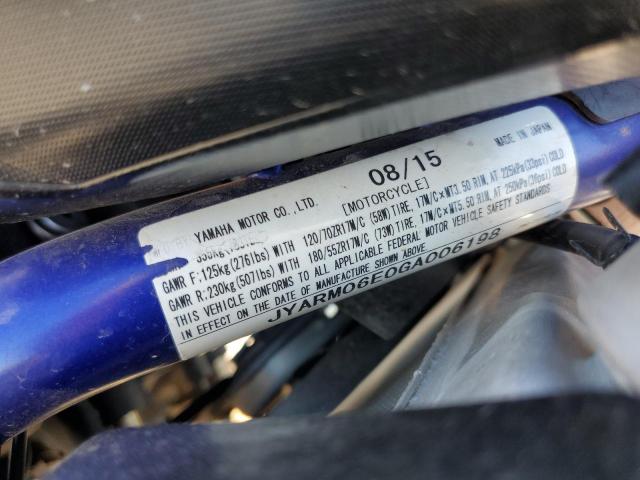 08/15 MADE IN JAPAN
YAMAHA MOTOR CO., LTD. [MOTORCYCLE]
GAWR F:125kg(276lbs) WITH 120/70ZR17M/C (58W)TIRE, 17M/C×MT3.50 RIM, AT 225kPa(33psi)COLD
GAWR R:230kg(507lbs) WITH 180/55ZR17M/C (73W)TIRE, 17M/C×MT5.50 RIM, AT 250kPa(36psi)COLD
THIS VEHICLE CONFORMS TO ALL APPLICABLE FEDERAL MOTOR VEHICLE SAFETY STANDARDS
IN EFFECT ON THE DATE OF MANUFACTURE SHOWN ABOVE
JYARM06E0GA006198